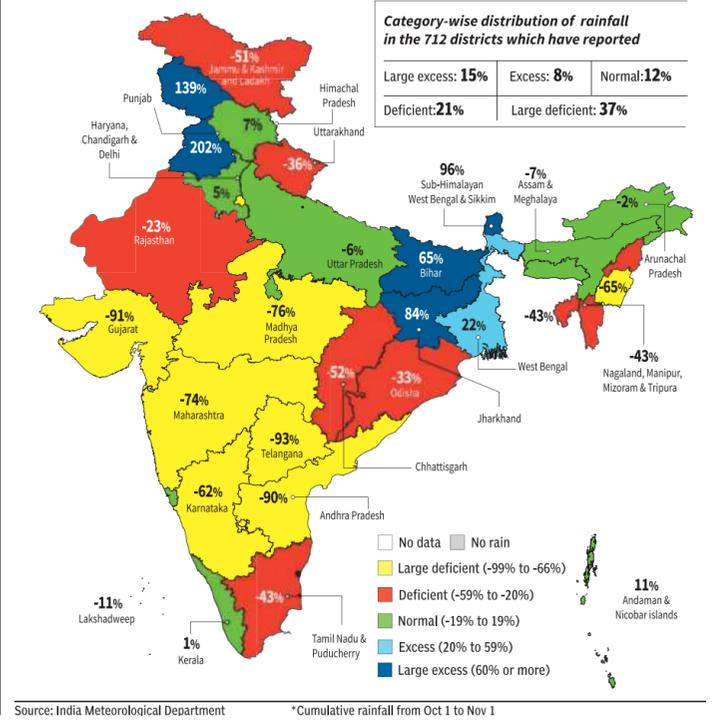 Category-wise distribution of rainfall
in the 712 districts which have reported
Large excess: 15%
Excess: 8%
Normal:12%
Deficient:21%
Large deficient: 37%
-51%
Jammu & Kashmir
and Ladakh
139%
Punjab
Himachal
Pradesh
7%
Uttarakhand
Haryana,
Chandigarh &
Delhi
202%
-36%
5%
96%
Sub-Himalayan
West Bengal & Sikkim
-7%
Assam &
Meghalaya
-2%
Arunachal
Pradesh
-23%
Rajasthan
-6%
Uttar Pradesh
65%
Bihar
-65%
-91%
Gujarat
-76%
Madhya
Pradesh
84%
22%
-43%
-43%
Nagaland, Manipur,
Mizoram & Tripura
West Bengal
-52%
-33%
Odisha
Jharkhand
-74%
Maharashtra
-93%
Telangana
Chhattisgarh
-62%
Karnataka
-90%
Andhra Pradesh
No data
No rain
Large deficient (-99% to -66%)
Deficient (-59% to -20%)
Normal (-19% to 19%)
Excess (20% to 59%)
Large excess (60% or more)
11%
Andaman &
Nicobar islands
-11%
Lakshadweep
-43%
1%
Kerala
Tamil Nadu &
Puducherry
Source: India Meteorological Department
*Cumulative rainfall from Oct 1 to Nov 1